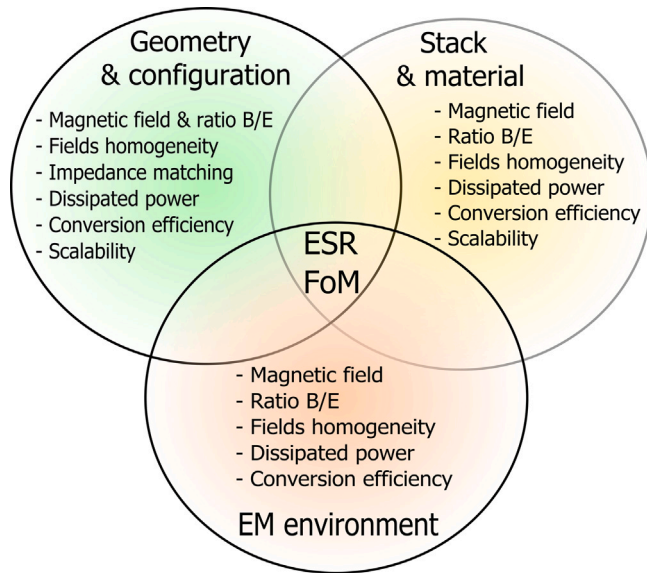 Geometry
& configuration
- Magnetic field & ratio B/E
- Fields homogeneity
- Impedance matching
- Dissipated power
- Conversion efficiency
- Scalability
Stack
& material
- Magnetic field
- Ratio B/E
- Fields homogeneity
- Dissipated power
- Conversion efficiency
- Scalability
ESR
FoM
- Magnetic field
- Ratio B/E
- Fields homogeneity
- Dissipated power
- Conversion efficiency
EM environment